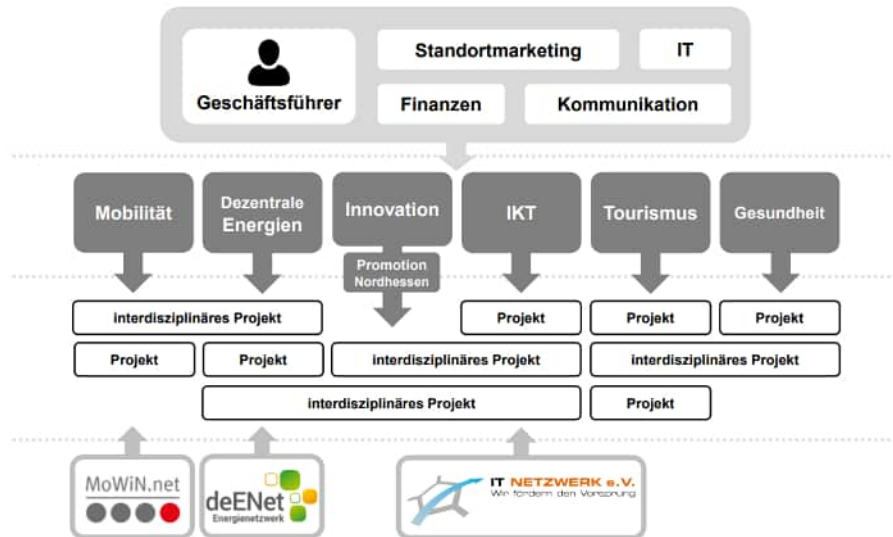 Standortmarketing
IT
Geschäftsführer
Finanzen
Kommunikation
Mobilität
Dezentrale
Energien
Innovation
IKT
Tourismus
Gesundheit
Promotion
Nordhessen
interdisziplinäres Projekt
Projekt
Projekt
Projekt
Projekt
Projekt
interdisziplinäres Projekt
interdisziplinäres Projekt
interdisziplinäres Projekt
Projekt
MoWiN.net
deENet
Energienetzwerk
IT NETZWERK e.V.
Wir fördern den Vorsprung